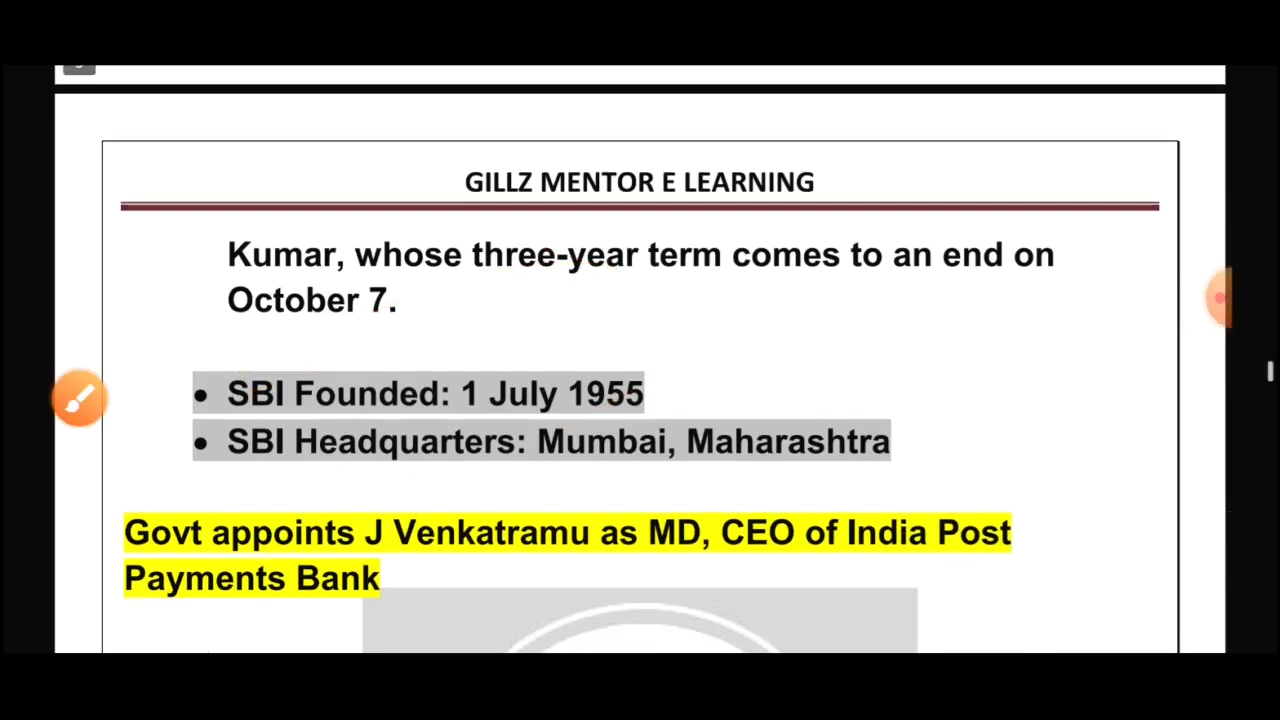 GILLZ MENTOR E LEARNING
Kumar, whose three-year term comes to an end on
October 7.
• SBI Founded: 1 July 1955
• SBI Headquarters: Mumbai, Maharashtra
Govt appoints J Venkatramu as MD, CEO of India Post
Payments Bank